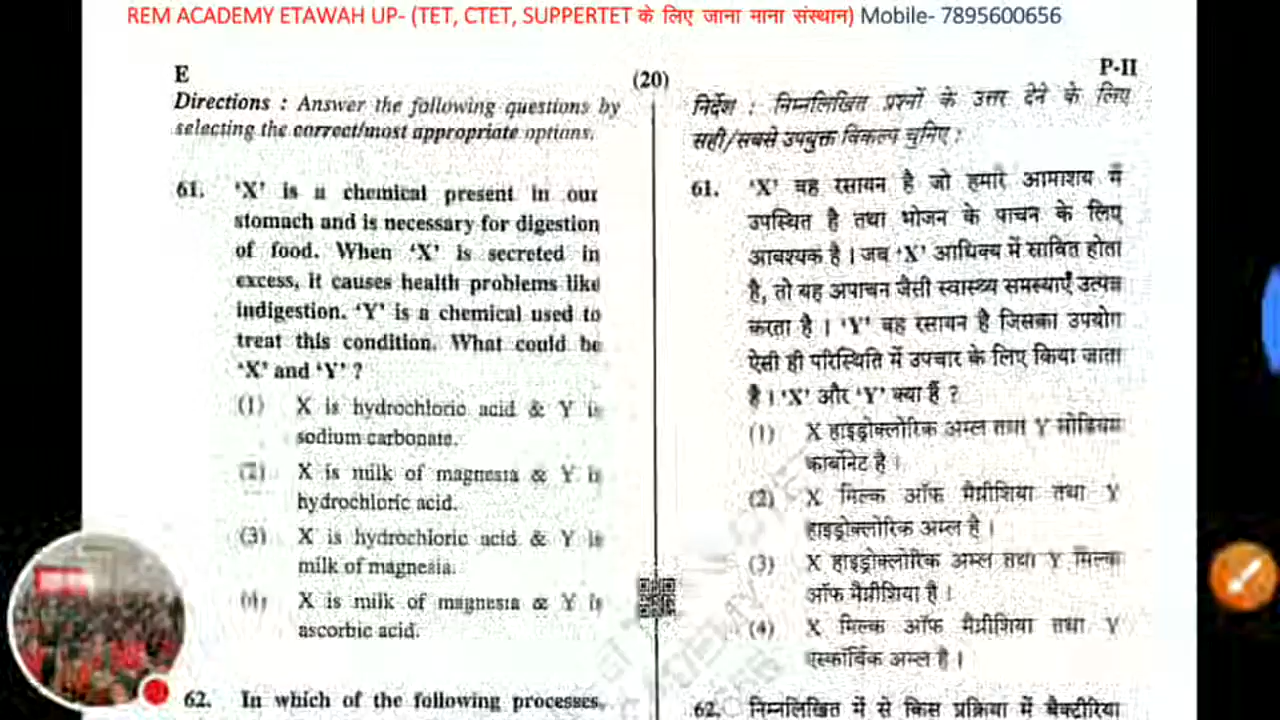 REM ACADEMY ETAWAH UP- (TET, CTET, SUPPERTET के लिए जाना माना संस्थान) Mobile- 7895600656
E
(20)
P-II
Directions : Answer the following questions by
selecting the correct/most appropriate options.
61. ‘X’ is a chemical present in our
stomach and is necessary for digestion
of food. When ‘X’ is secreted in
excess, it causes health problems like
indigestion. ‘Y’ is a chemical used to
treat this condition. What could be
‘X’ and ‘Y’ ?
(1) X is hydrochloric acid & Y is
sodium carbonate.
(2) X is milk of magnesia & Y is
hydrochloric acid.
(3) X is hydrochloric acid & Y is
milk of magnesia.
(4) X is milk of magnesia & Y is
ascorbic acid.
62. In which of the following processes,
निर्देश : निम्नलिखित प्रश्नों के उत्तर देने के लिए
सही/सबसे उपयुक्त विकल्प चुनिए :
61. ‘X’ वह रसायन है जो हमारे आमाशय में
उपस्थित है तथा भोजन के पाचन के लिए
आवश्यक है । जब ‘X’ आधिक्य में स्रावित होता
है, तो यह अपाचन जैसी स्वास्थ्य समस्याएँ उत्पन्न
करता है । ‘Y’ वह रसायन है जिसका उपयोग
ऐसी ही परिस्थिति में उपचार के लिए किया जाता
है । ‘X’ और ‘Y’ क्या हैं ?
(1) X हाइड्रोक्लोरिक अम्ल तथा Y सोडियम
कार्बोनेट है ।
(2) X मिल्क ऑफ मैग्नीशिया तथा Y
हाइड्रोक्लोरिक अम्ल है ।
(3) X हाइड्रोक्लोरिक अम्ल तथा Y मिल्क
ऑफ मैग्नीशिया है ।
(4) X मिल्क ऑफ मैग्नीशिया तथा Y
एस्कॉर्बिक अम्ल है ।
62. निम्नलिखित में से किस प्रक्रिया में बैक्टीरिया